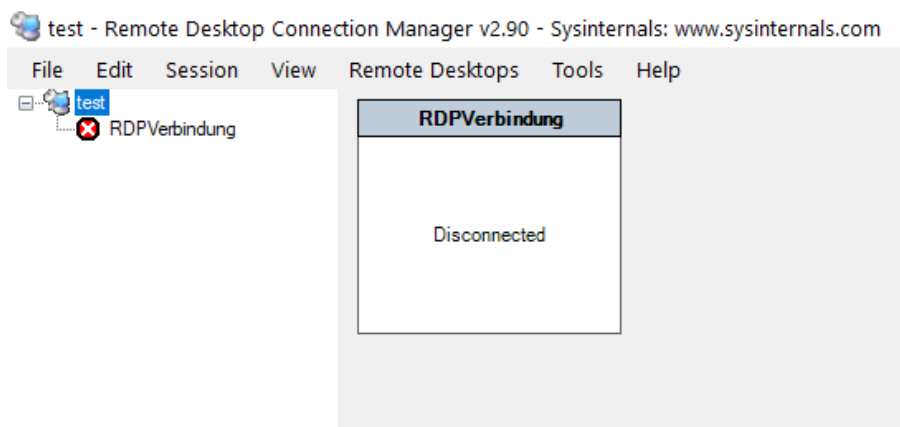 test - Remote Desktop Connection Manager v2.90 - Sysinternals: www.sysinternals.com
File Edit Session View Remote Desktops Tools Help
test
RDPVerbindung
RDPVerbindung
Disconnected